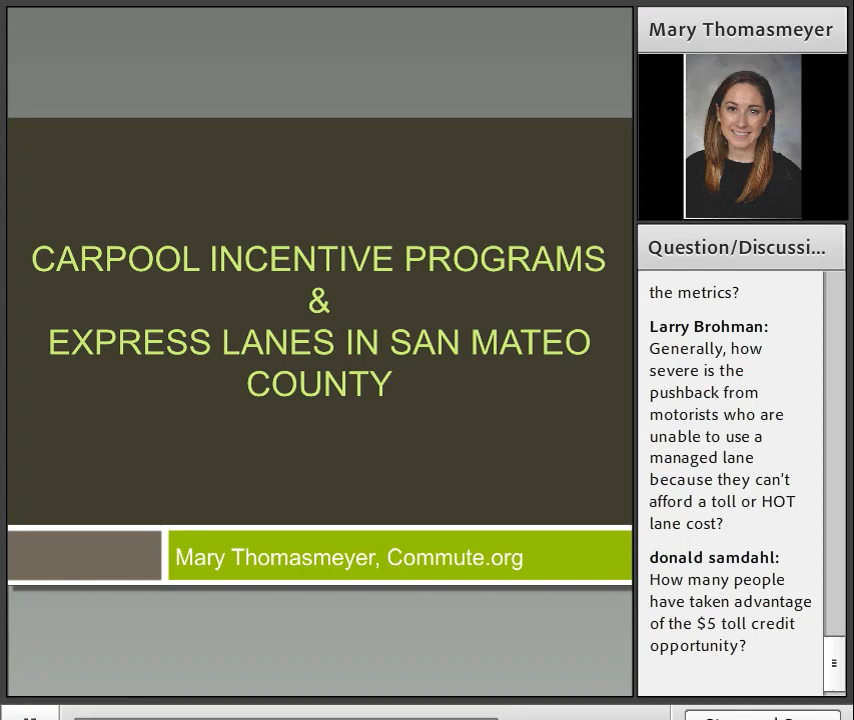 CARPOOL INCENTIVE PROGRAMS
&
EXPRESS LANES IN SAN MATEO
COUNTY
Mary Thomasmeyer, Commute.org
Mary Thomasmeyer
Question/Discussi...
the metrics?
Larry Brohman:
Generally, how
severe is the
pushback from
motorists who are
unable to use a
managed lane
because they can't
afford a toll or HOT
lane cost?
donald samdahl:
How many people
have taken advantage
of the $5 toll credit
opportunity?